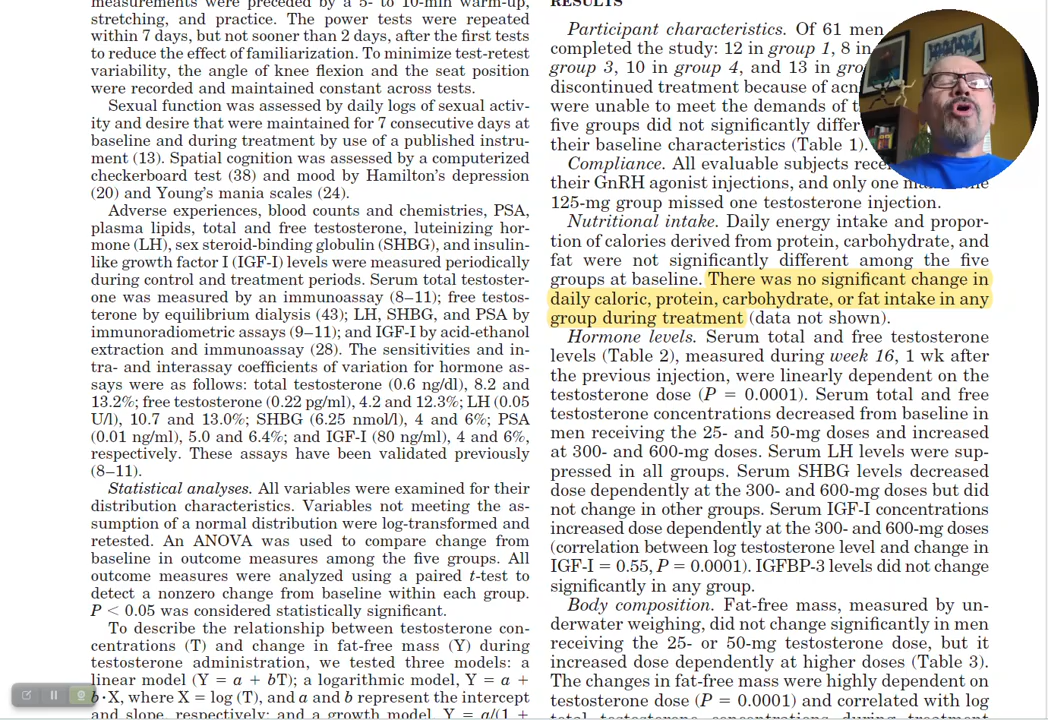 measurements were preceded by a 5- to 10-min warm-up,
stretching, and practice. The power tests were repeated
within 7 days, but not sooner than 2 days, after the first tests
to reduce the effect of familiarization. To minimize test-retest
variability, the angle of knee flexion and the seat position
were recorded and maintained constant across tests.
Sexual function was assessed by daily logs of sexual activ-
ity and desire that were maintained for 7 consecutive days at
baseline and during treatment by use of a published instru-
ment (13). Spatial cognition was assessed by a computerized
checkerboard test (38) and mood by Hamilton's depression
(20) and Young's mania scales (24).
Adverse experiences, blood counts and chemistries, PSA,
plasma lipids, total and free testosterone, luteinizing hor-
mone (LH), sex steroid-binding globulin (SHBG), and insulin-
like growth factor I (IGF-I) levels were measured periodically
during control and treatment periods. Serum total testoster-
one was measured by an immunoassay (8–11); free testos-
terone by equilibrium dialysis (43); LH, SHBG, and PSA by
immunoradiometric assays (9–11); and IGF-I by acid-ethanol
extraction and immunoassay (28). The sensitivities and in-
tra- and interassay coefficients of variation for hormone as-
says were as follows: total testosterone (0.6 ng/dl), 8.2 and
13.2%; free testosterone (0.22 pg/ml), 4.2 and 12.3%; LH (0.05
U/l), 10.7 and 13.0%; SHBG (6.25 nmol/l), 4 and 6%; PSA
(0.01 ng/ml), 5.0 and 6.4%; and IGF-I (80 ng/ml), 4 and 6%,
respectively. These assays have been validated previously
(8–11).
Statistical analyses. All variables were examined for their
distribution characteristics. Variables not meeting the as-
sumption of a normal distribution were log-transformed and
retested. An ANOVA was used to compare change from
baseline in outcome measures among the five groups. All
outcome measures were analyzed using a paired t-test to
detect a nonzero change from baseline within each group.
P < 0.05 was considered statistically significant.
To describe the relationship between testosterone con-
centrations (T) and change in fat-free mass (Y) during
testosterone administration, we tested three models: a
linear model (Y = a + bT); a logarithmic model, Y = a +
b·X, where X = log (T), and a and b represent the intercept
and slope, respectively; and a growth model, Y = a/(1 +
RESULTS
Participant characteristics. Of 61 men
completed the study: 12 in group 1, 8 in
group 3, 10 in group 4, and 13 in
discontinued treatment because of
were unable to meet the demands of
five groups did not significantly
their baseline characteristics (Table 1).
Compliance. All evaluable subjects
their GnRH agonist injections, and only one
125-mg group missed one testosterone injection.
Nutritional intake. Daily energy intake and propor-
tion of calories derived from protein, carbohydrate, and
fat were not significantly different among the five
groups at baseline. There was no significant change in
daily caloric, protein, carbohydrate, or fat intake in any
group during treatment (data not shown).
Hormone levels. Serum total and free testosterone
levels (Table 2), measured during week 16, 1 wk after
the previous injection, were linearly dependent on the
testosterone dose (P = 0.0001). Serum total and free
testosterone concentrations decreased from baseline in
men receiving the 25- and 50-mg doses and increased
at 300- and 600-mg doses. Serum LH levels were sup-
pressed in all groups. Serum SHBG levels decreased
dose dependently at the 300- and 600-mg doses but did
not change in other groups. Serum IGF-I concentrations
increased dose dependently at the 300- and 600-mg doses
(correlation between log testosterone level and change in
IGF-I = 0.55, P = 0.0001). IGFBP-3 levels did not change
significantly in any group.
Body composition. Fat-free mass, measured by un-
derwater weighing, did not change significantly in men
receiving the 25- or 50-mg testosterone dose, but it
increased dose dependently at higher doses (Table 3).
The changes in fat-free mass were highly dependent on
testosterone dose (P = 0.0001) and correlated with log
total testosterone concentrations during treatment